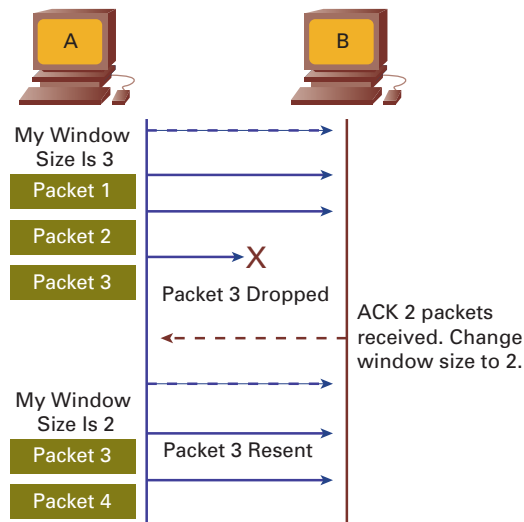 A
B
My Window
Size Is 3
Packet 1
Packet 2
Packet 3
X
Packet 3 Dropped
ACK 2 packets
received. Change
window size to 2.
My Window
Size Is 2
Packet 3
Packet 3 Resent
Packet 4